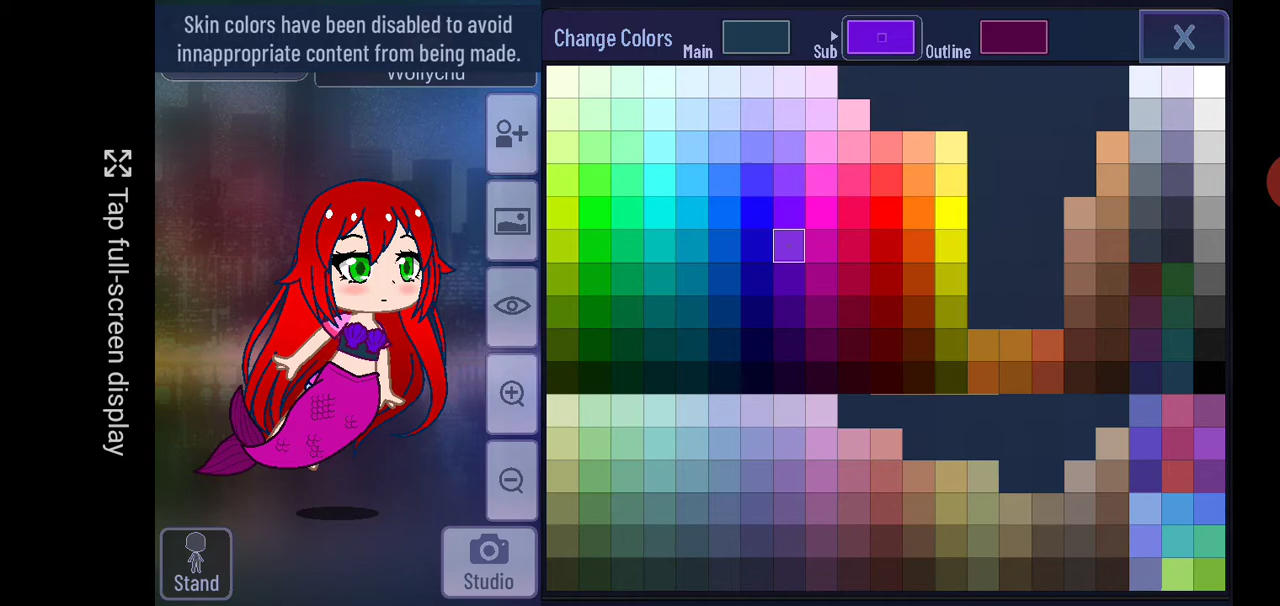 Skin colors have been disabled to avoid
innappropriate content from being made.
Wolfychu
Change Colors
Main
Sub
Outline
X
Tap full-screen display
Stand
Studio